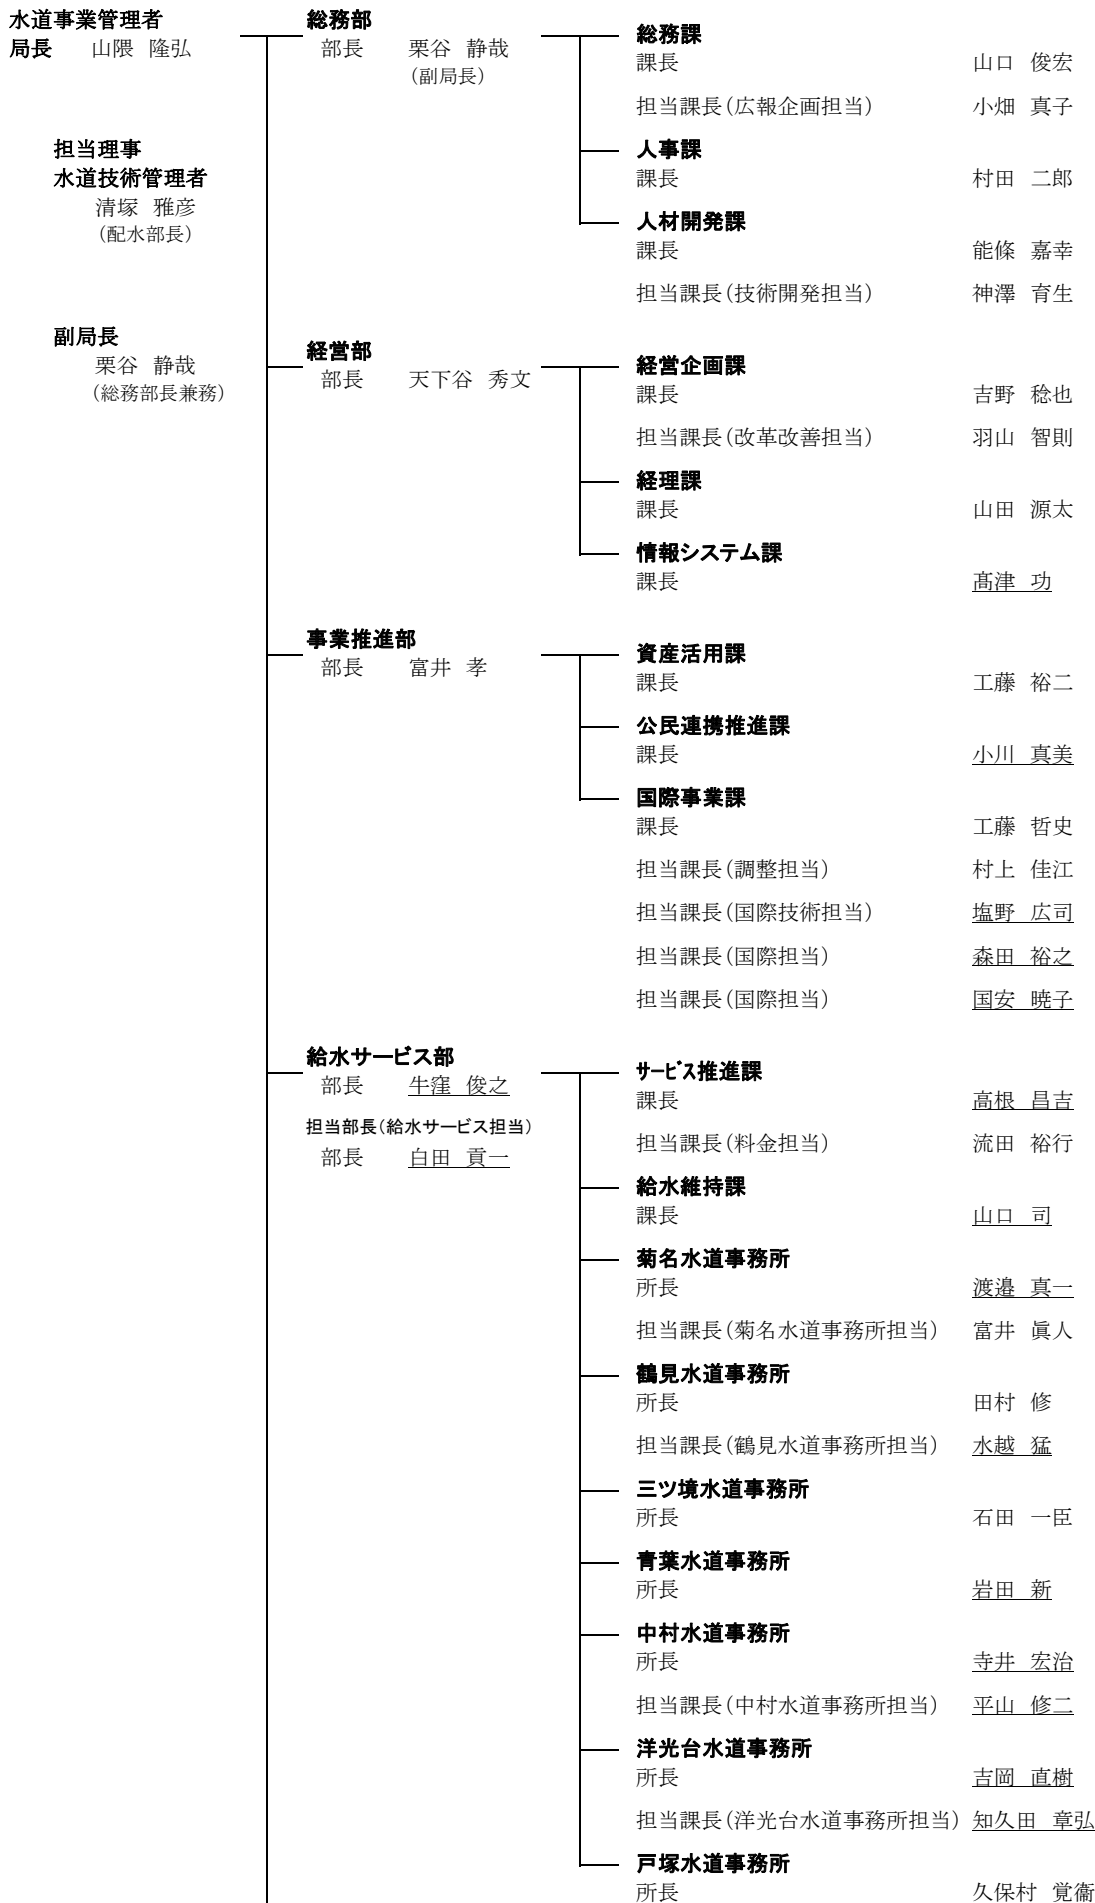 水道事業管理者
局長 山隈 隆弘
担当理事
水道技術管理者
清塚 雅彦
(配水部長)
副局長
栗谷 静哉
(総務部長兼務)
総務部
部長 栗谷 静哉
(副局長)
総務課
課長 山口 俊宏
担当課長(広報企画担当) 小畑 真子
人事課
課長 村田 二郎
人材開発課
課長 能條 嘉幸
担当課長(技術開発担当) 神澤 育生
経営部
部長 天下谷 秀文
経営企画課
課長 吉野 稔也
担当課長(改革改善担当) 羽山 智則
経理課
課長 山田 源太
情報システム課
課長 髙津 功
事業推進部
部長 富井 孝
資産活用課
課長 工藤 裕二
公民連携推進課
課長 小川 真美
国際事業課
課長 工藤 哲史
担当課長(調整担当) 村上 佳江
担当課長(国際技術担当) 塩野 広司
担当課長(国際担当) 森田 裕之
担当課長(国際担当) 国安 暁子
給水サービス部
部長 牛窪 俊之
担当部長(給水サービス担当)
部長 白田 貢一
サービス推進課
課長 高根 昌吉
担当課長(料金担当) 流田 裕行
給水維持課
課長 山口 司
菊名水道事務所
所長 渡邉 真一
担当課長(菊名水道事務所担当) 富井 眞人
鶴見水道事務所
所長 田村 修
担当課長(鶴見水道事務所担当) 水越 猛
三ツ境水道事務所
所長 石田 一臣
青葉水道事務所
所長 岩田 新
中村水道事務所
所長 寺井 宏治
担当課長(中村水道事務所担当) 平山 修二
洋光台水道事務所
所長 吉岡 直樹
担当課長(洋光台水道事務所担当) 知久田 章弘
戸塚水道事務所
所長 久保村 覚衞